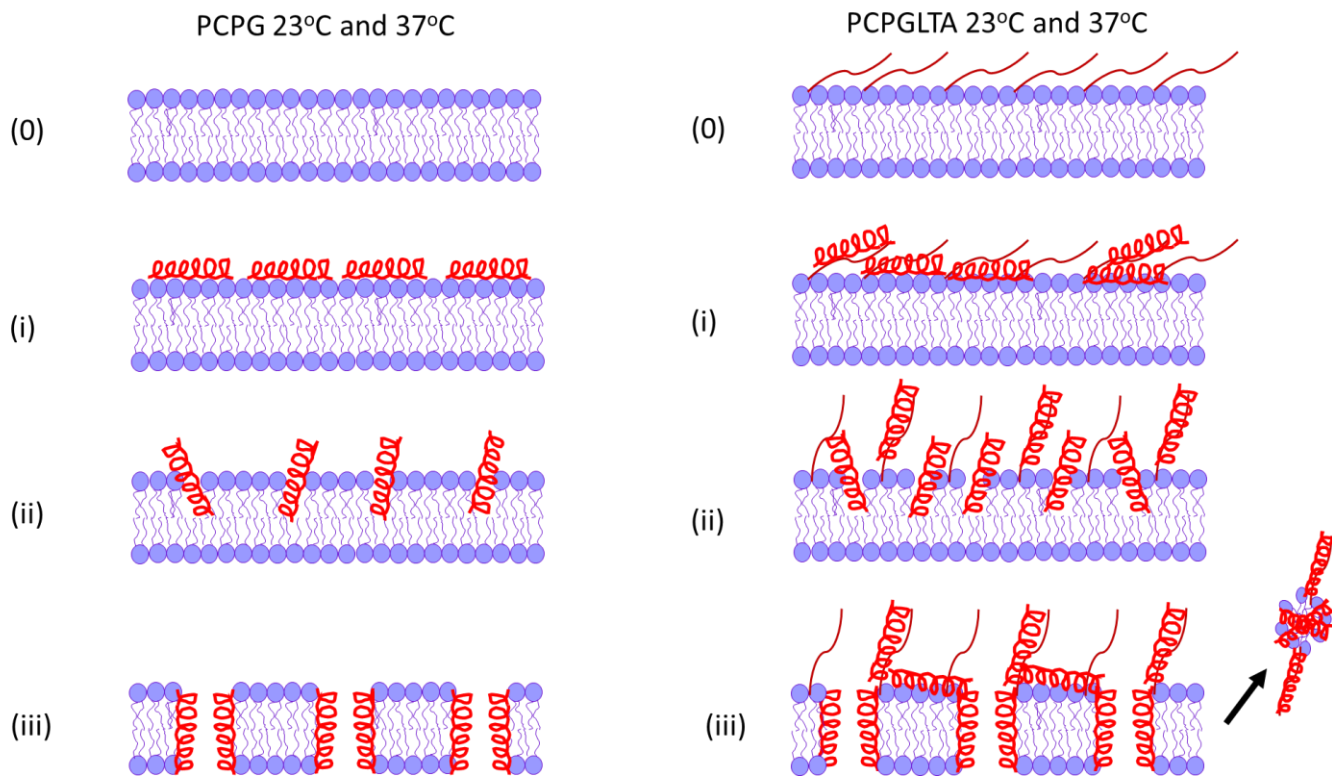 PCPG 23°C and 37°C
PCPGLTA 23°C and 37°C
(0)
(0)
(i)
(i)
(ii)
(ii)
(iii)
(iii)